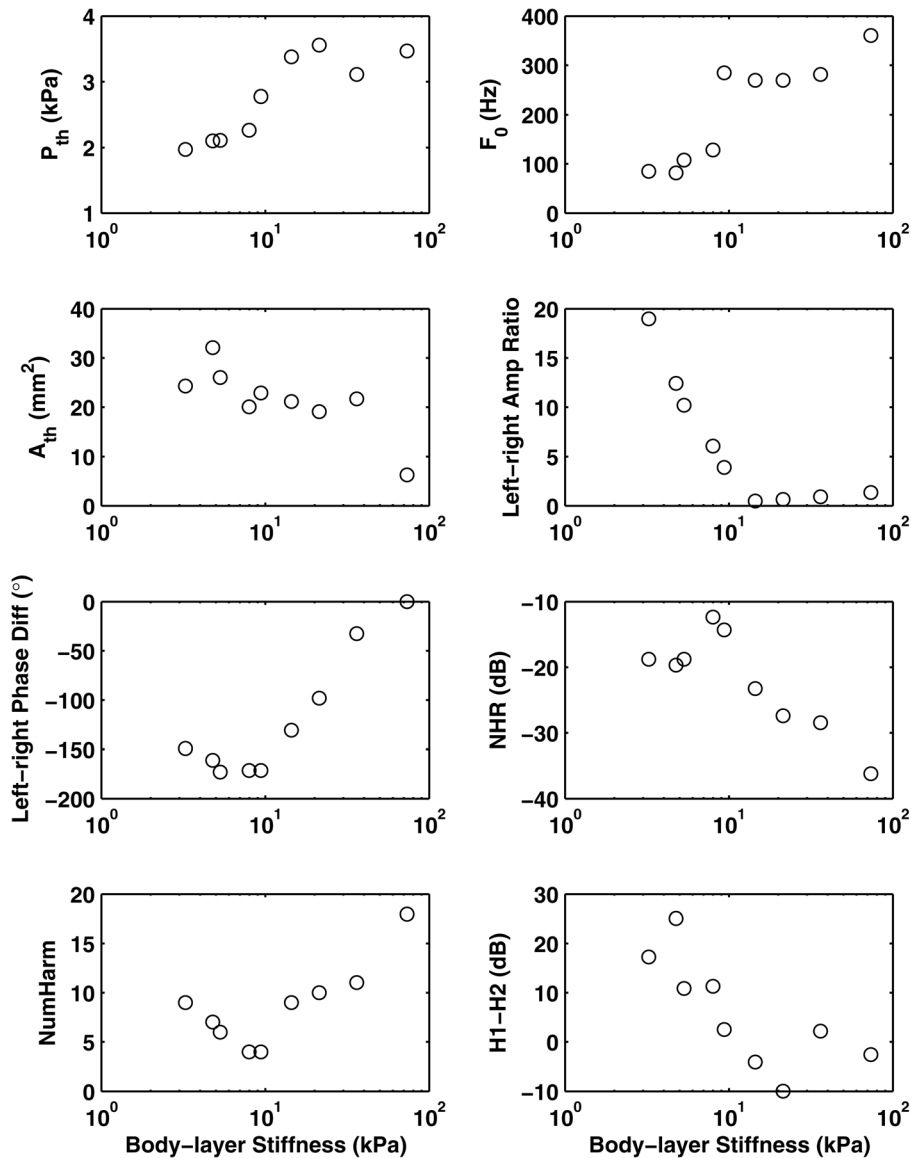 4
3
2
1
P_th (kPa)
10^0 10^1 10^2
400
300
200
100
0
F_0 (Hz)
10^0 10^1 10^2
40
30
20
10
0
A_th (mm^2)
10^0 10^1 10^2
20
15
10
5
0
Left−right Amp Ratio
10^0 10^1 10^2
0
−50
−100
−150
−200
Left−right Phase Diff (°)
10^0 10^1 10^2
−10
−20
−30
−40
NHR (dB)
10^0 10^1 10^2
20
15
10
5
0
NumHarm
10^0 10^1 10^2
Body−layer Stiffness (kPa)
30
20
10
0
−10
H1−H2 (dB)
10^0 10^1 10^2
Body−layer Stiffness (kPa)